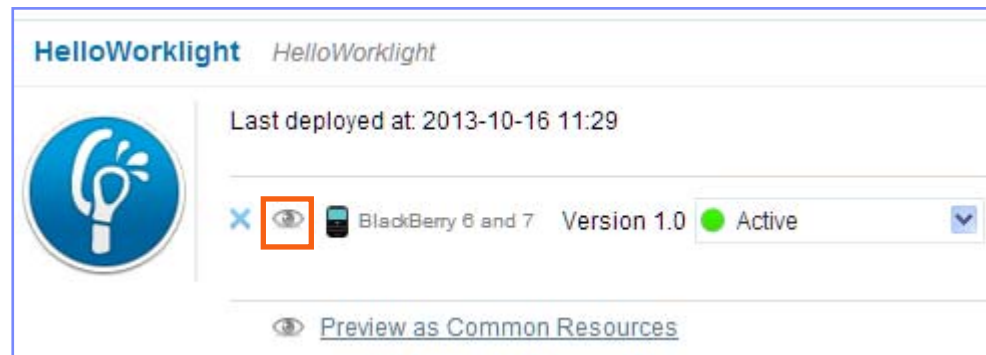 HelloWorklight HelloWorklight
Last deployed at: 2013-10-16 11:29
BlackBerry 6 and 7 Version 1.0 Active
Preview as Common Resources